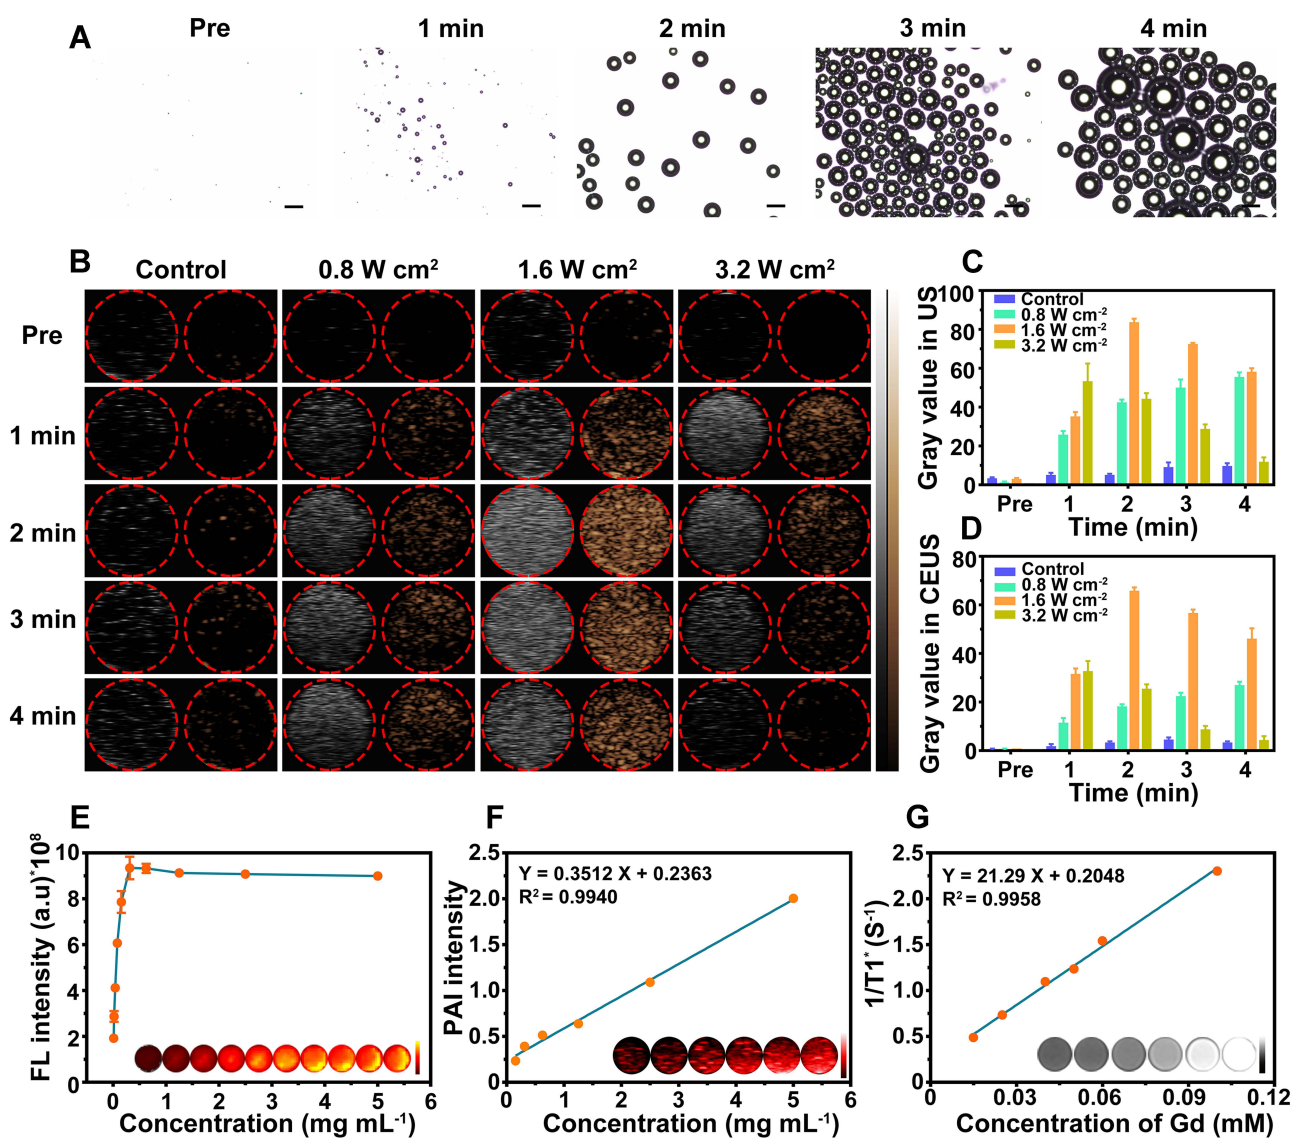 A
Pre
1 min
2 min
3 min
4 min
B
Control
0.8 W cm²
1.6 W cm²
3.2 W cm²
Pre
1 min
2 min
3 min
4 min
C
Gray value in US
100
80
60
40
20
0
Control
0.8 W cm⁻²
1.6 W cm⁻²
3.2 W cm⁻²
Pre
1
2
3
4
Time (min)
D
Gray value in CEUS
80
60
40
20
0
Control
0.8 W cm⁻²
1.6 W cm⁻²
3.2 W cm⁻²
Pre
1
2
3
4
Time (min)
E
FL intensity (a.u)*10⁸
10
8
6
4
2
0
0
1
2
3
4
5
6
Concentration (mg mL⁻¹)
F
PAI intensity
2.5
2.0
1.5
1.0
0.5
0
Y = 0.3512 X + 0.2363
R² = 0.9940
0
1
2
3
4
5
6
Concentration (mg mL⁻¹)
G
1/T1* (S⁻¹)
2.5
2.0
1.5
1.0
0.5
0
Y = 21.29 X + 0.2048
R² = 0.9958
0
0.03
0.06
0.09
0.12
Concentration of Gd (mM)